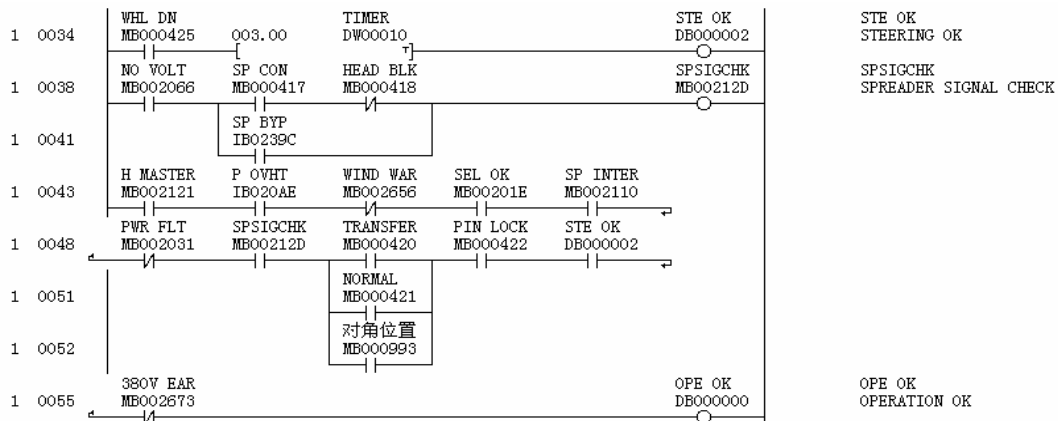 WHL DN TIMER STE OK STE OK
1 0034 MB000425 003.00 DW00010 DB000002 STEERING OK
T
NO VOLT SP CON HEAD BLK SPSIGCHK SPSIGCHK
1 0038 MB002066 MB000417 MB000418 MB00212D SPREADER SIGNAL CHECK
SP BYP
1 0041 IB0239C
H MASTER P OVHT WIND WAR SEL OK SP INTER
1 0043 MB002121 IB020AE MB002656 MB00201E MB002110
PWR FLT SPSIGCHK TRANSFER PIN LOCK STE OK
1 0048 MB002031 MB00212D MB000420 MB000422 DB000002
NORMAL
1 0051 MB000421
对角位置
1 0052 MB000993
380V EAR OPE OK OPE OK
1 0055 MB002673 DB000000 OPERATION OK